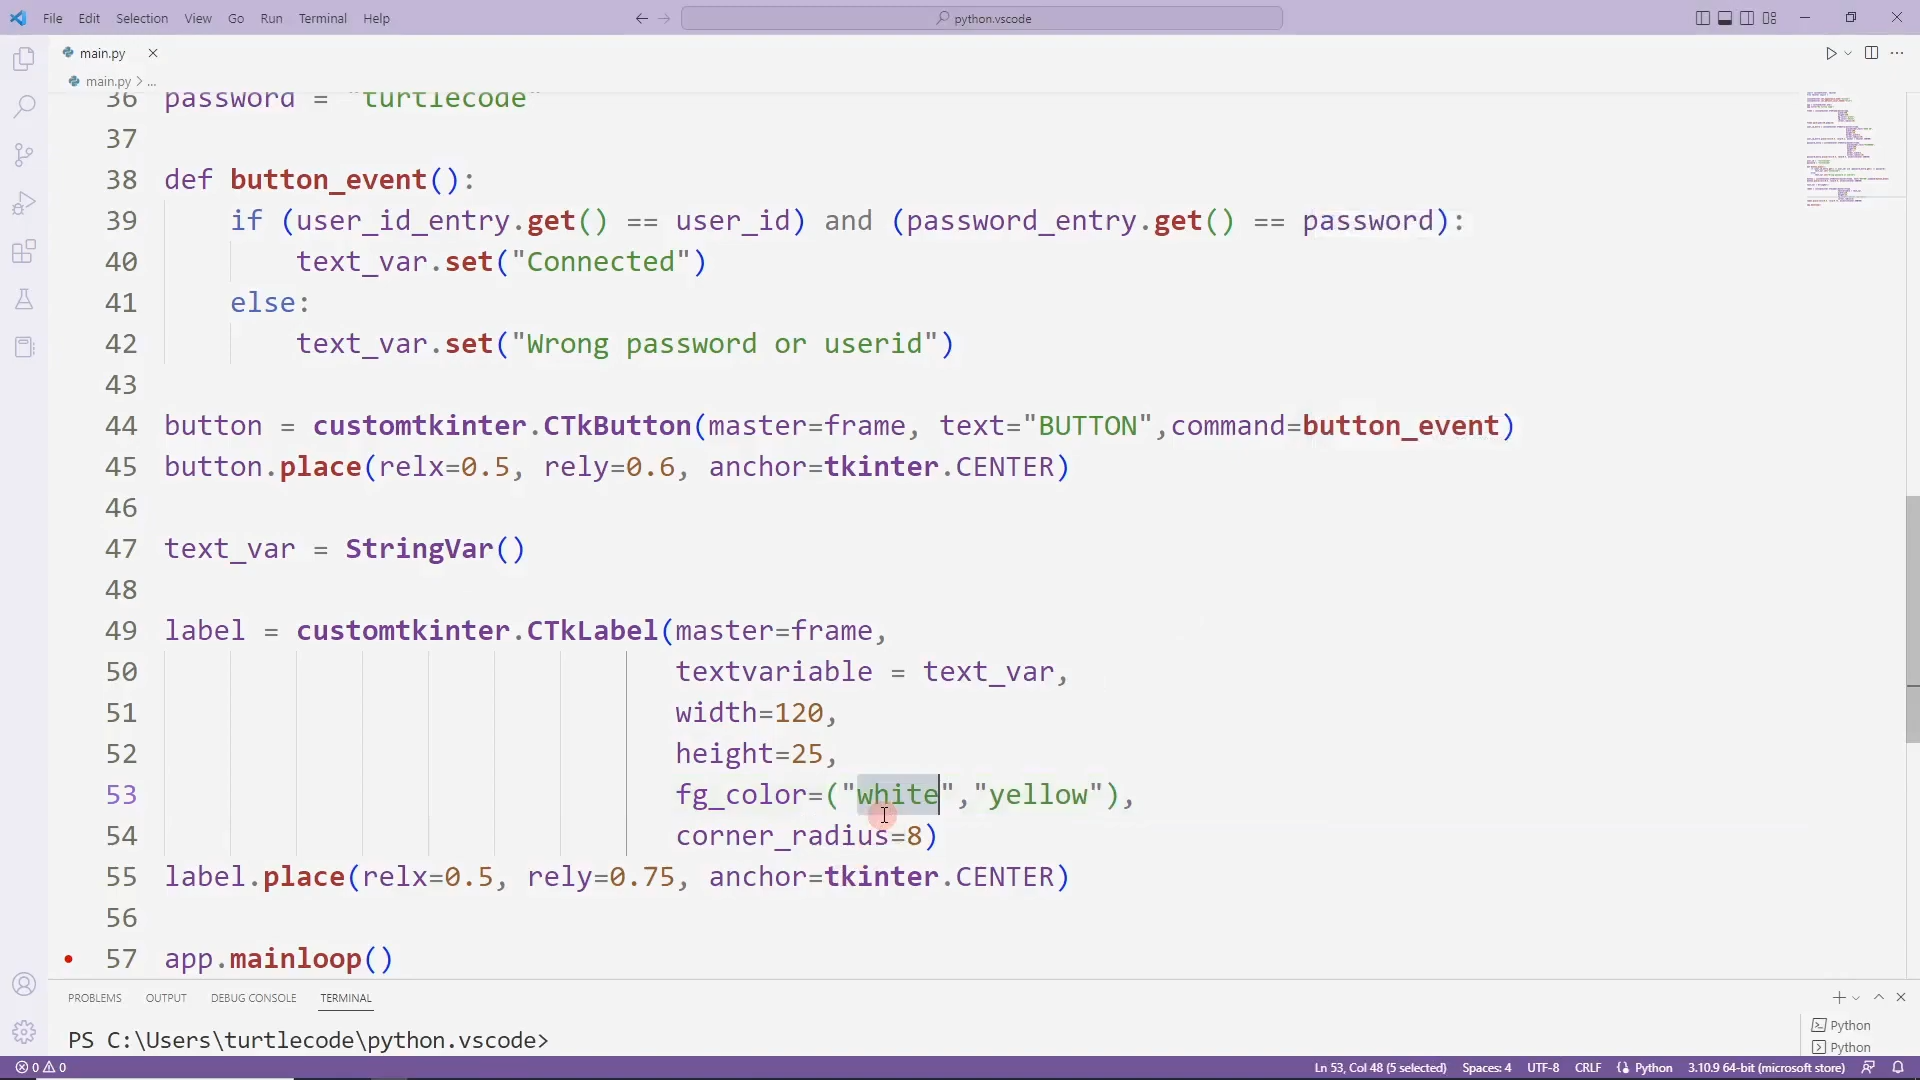 File Edit Selection View Go Run Terminal Help
python.vscode
main.py
main.py > ...
36 password = "turtlecode"
37
38 def button_event():
39 if (user_id_entry.get() == user_id) and (password_entry.get() == password):
40 text_var.set("Connected")
41 else:
42 text_var.set("Wrong password or userid")
43
44 button = customtkinter.CTkButton(master=frame, text="BUTTON",command=button_event)
45 button.place(relx=0.5, rely=0.6, anchor=tkinter.CENTER)
46
47 text_var = StringVar()
48
49 label = customtkinter.CTkLabel(master=frame,
50 textvariable = text_var,
51 width=120,
52 height=25,
53 fg_color=("white","yellow"),
54 corner_radius=8)
55 label.place(relx=0.5, rely=0.75, anchor=tkinter.CENTER)
56
57 app.mainloop()
PROBLEMS OUTPUT DEBUG CONSOLE TERMINAL
PS C:\Users\turtlecode\python.vscode>
Python
Python
0 0 Ln 53, Col 48 (5 selected) Spaces: 4 UTF-8 CRLF Python 3.10.9 64-bit (microsoft store)